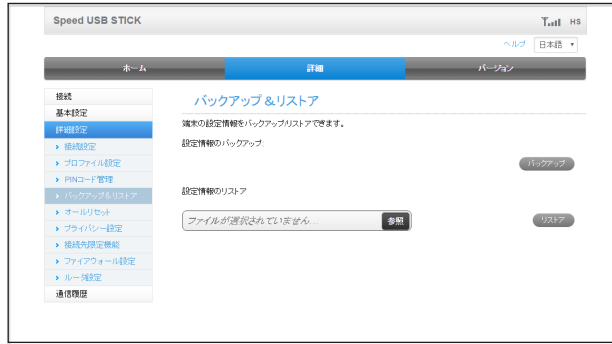 Speed USB STICK
HS
ヘルプ 日本語
ホーム 詳細 バージョン
接続
基本設定
詳細設定
接続設定
プロファイル設定
PINコード管理
バックアップ&リストア
オールリセット
プライバシー設定
接続先限定機能
ファイアウォール設定
ルータ設定
通信履歴
バックアップ&リストア
端末の設定情報をバックアップ/リストアできます。
設定情報のバックアップ:
バックアップ
設定情報のリストア
ファイルが選択されていません... 参照 リストア